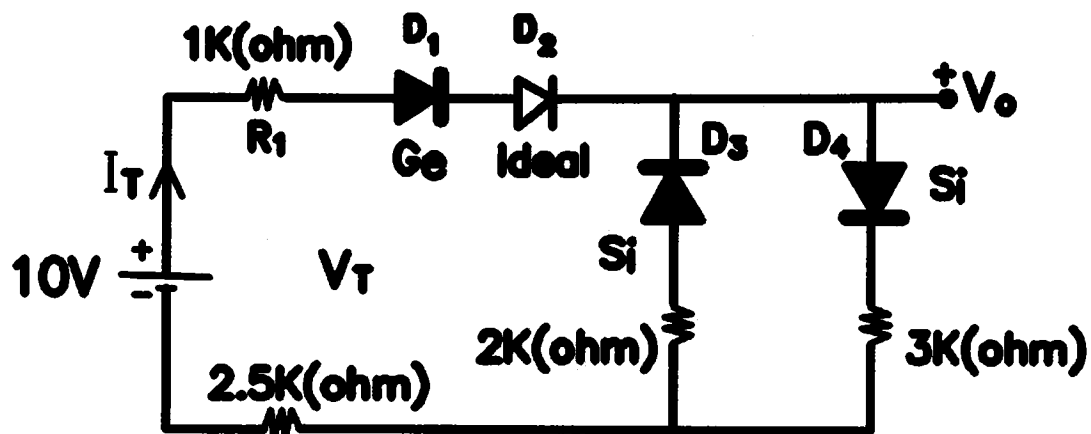 1K(ohm)
D1
D2
+
Vo
R1
Ge
ideal
D3
D4
Si
IT
Si
+
10V
-
VT
2K(ohm)
3K(ohm)
2.5K(ohm)